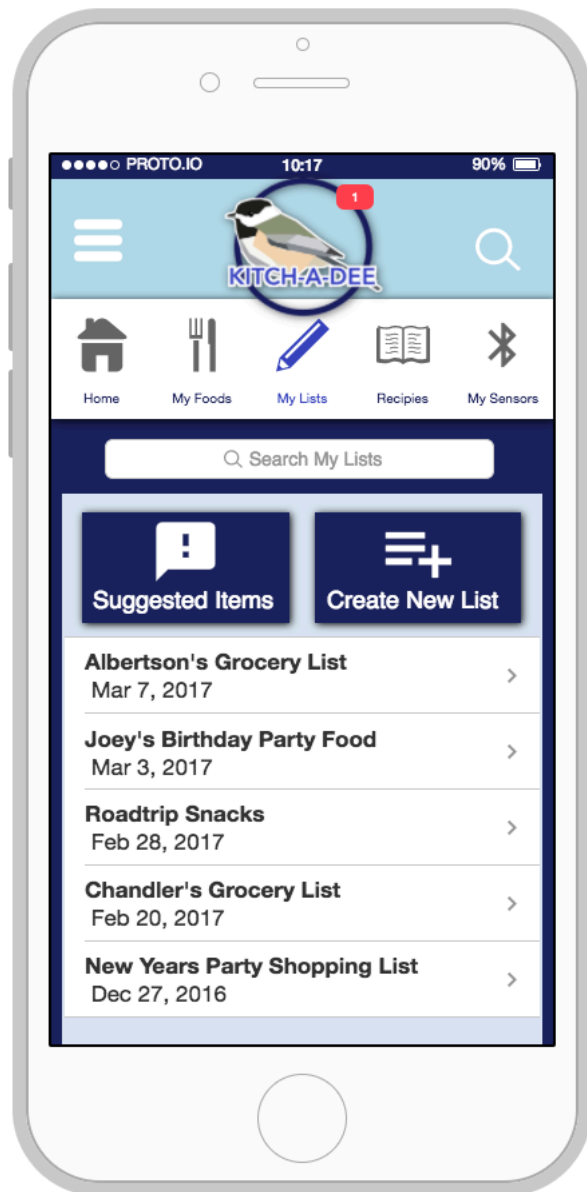 PROTO.IO 10:17 90%
1
KITCH-A-DEE
Home My Foods My Lists Recipies My Sensors
Search My Lists
!
Suggested Items Create New List
Albertson's Grocery List
Mar 7, 2017
Joey's Birthday Party Food
Mar 3, 2017
Roadtrip Snacks
Feb 28, 2017
Chandler's Grocery List
Feb 20, 2017
New Years Party Shopping List
Dec 27, 2016